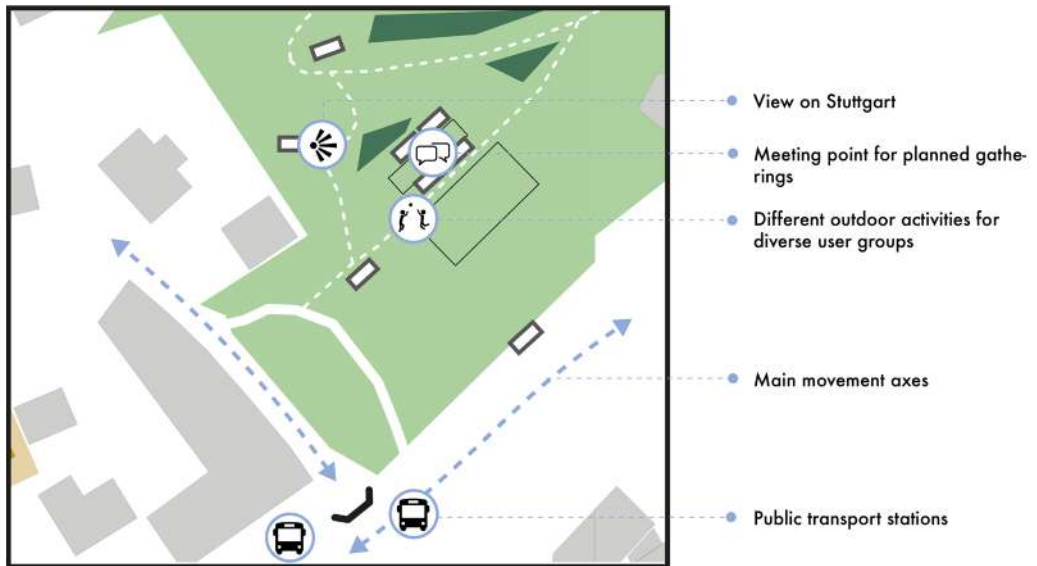 View on Stuttgart
Meeting point for planned gathe-
rings
Different outdoor activities for
diverse user groups
Main movement axes
Public transport stations